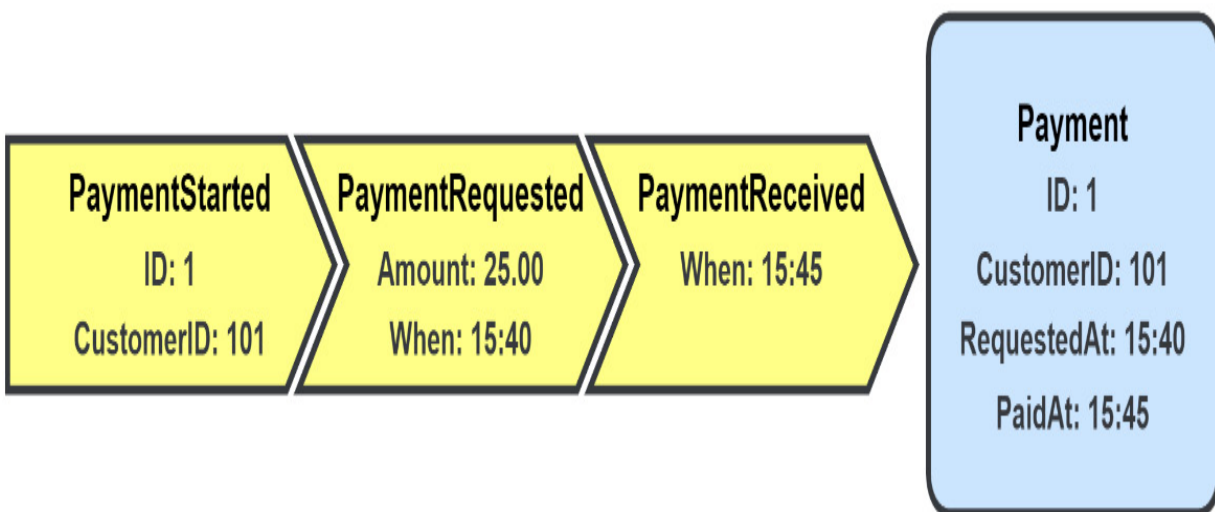 PaymentStarted
ID: 1
CustomerID: 101
PaymentRequested
Amount: 25.00
When: 15:40
PaymentReceived
When: 15:45
Payment
ID: 1
CustomerID: 101
RequestedAt: 15:40
PaidAt: 15:45